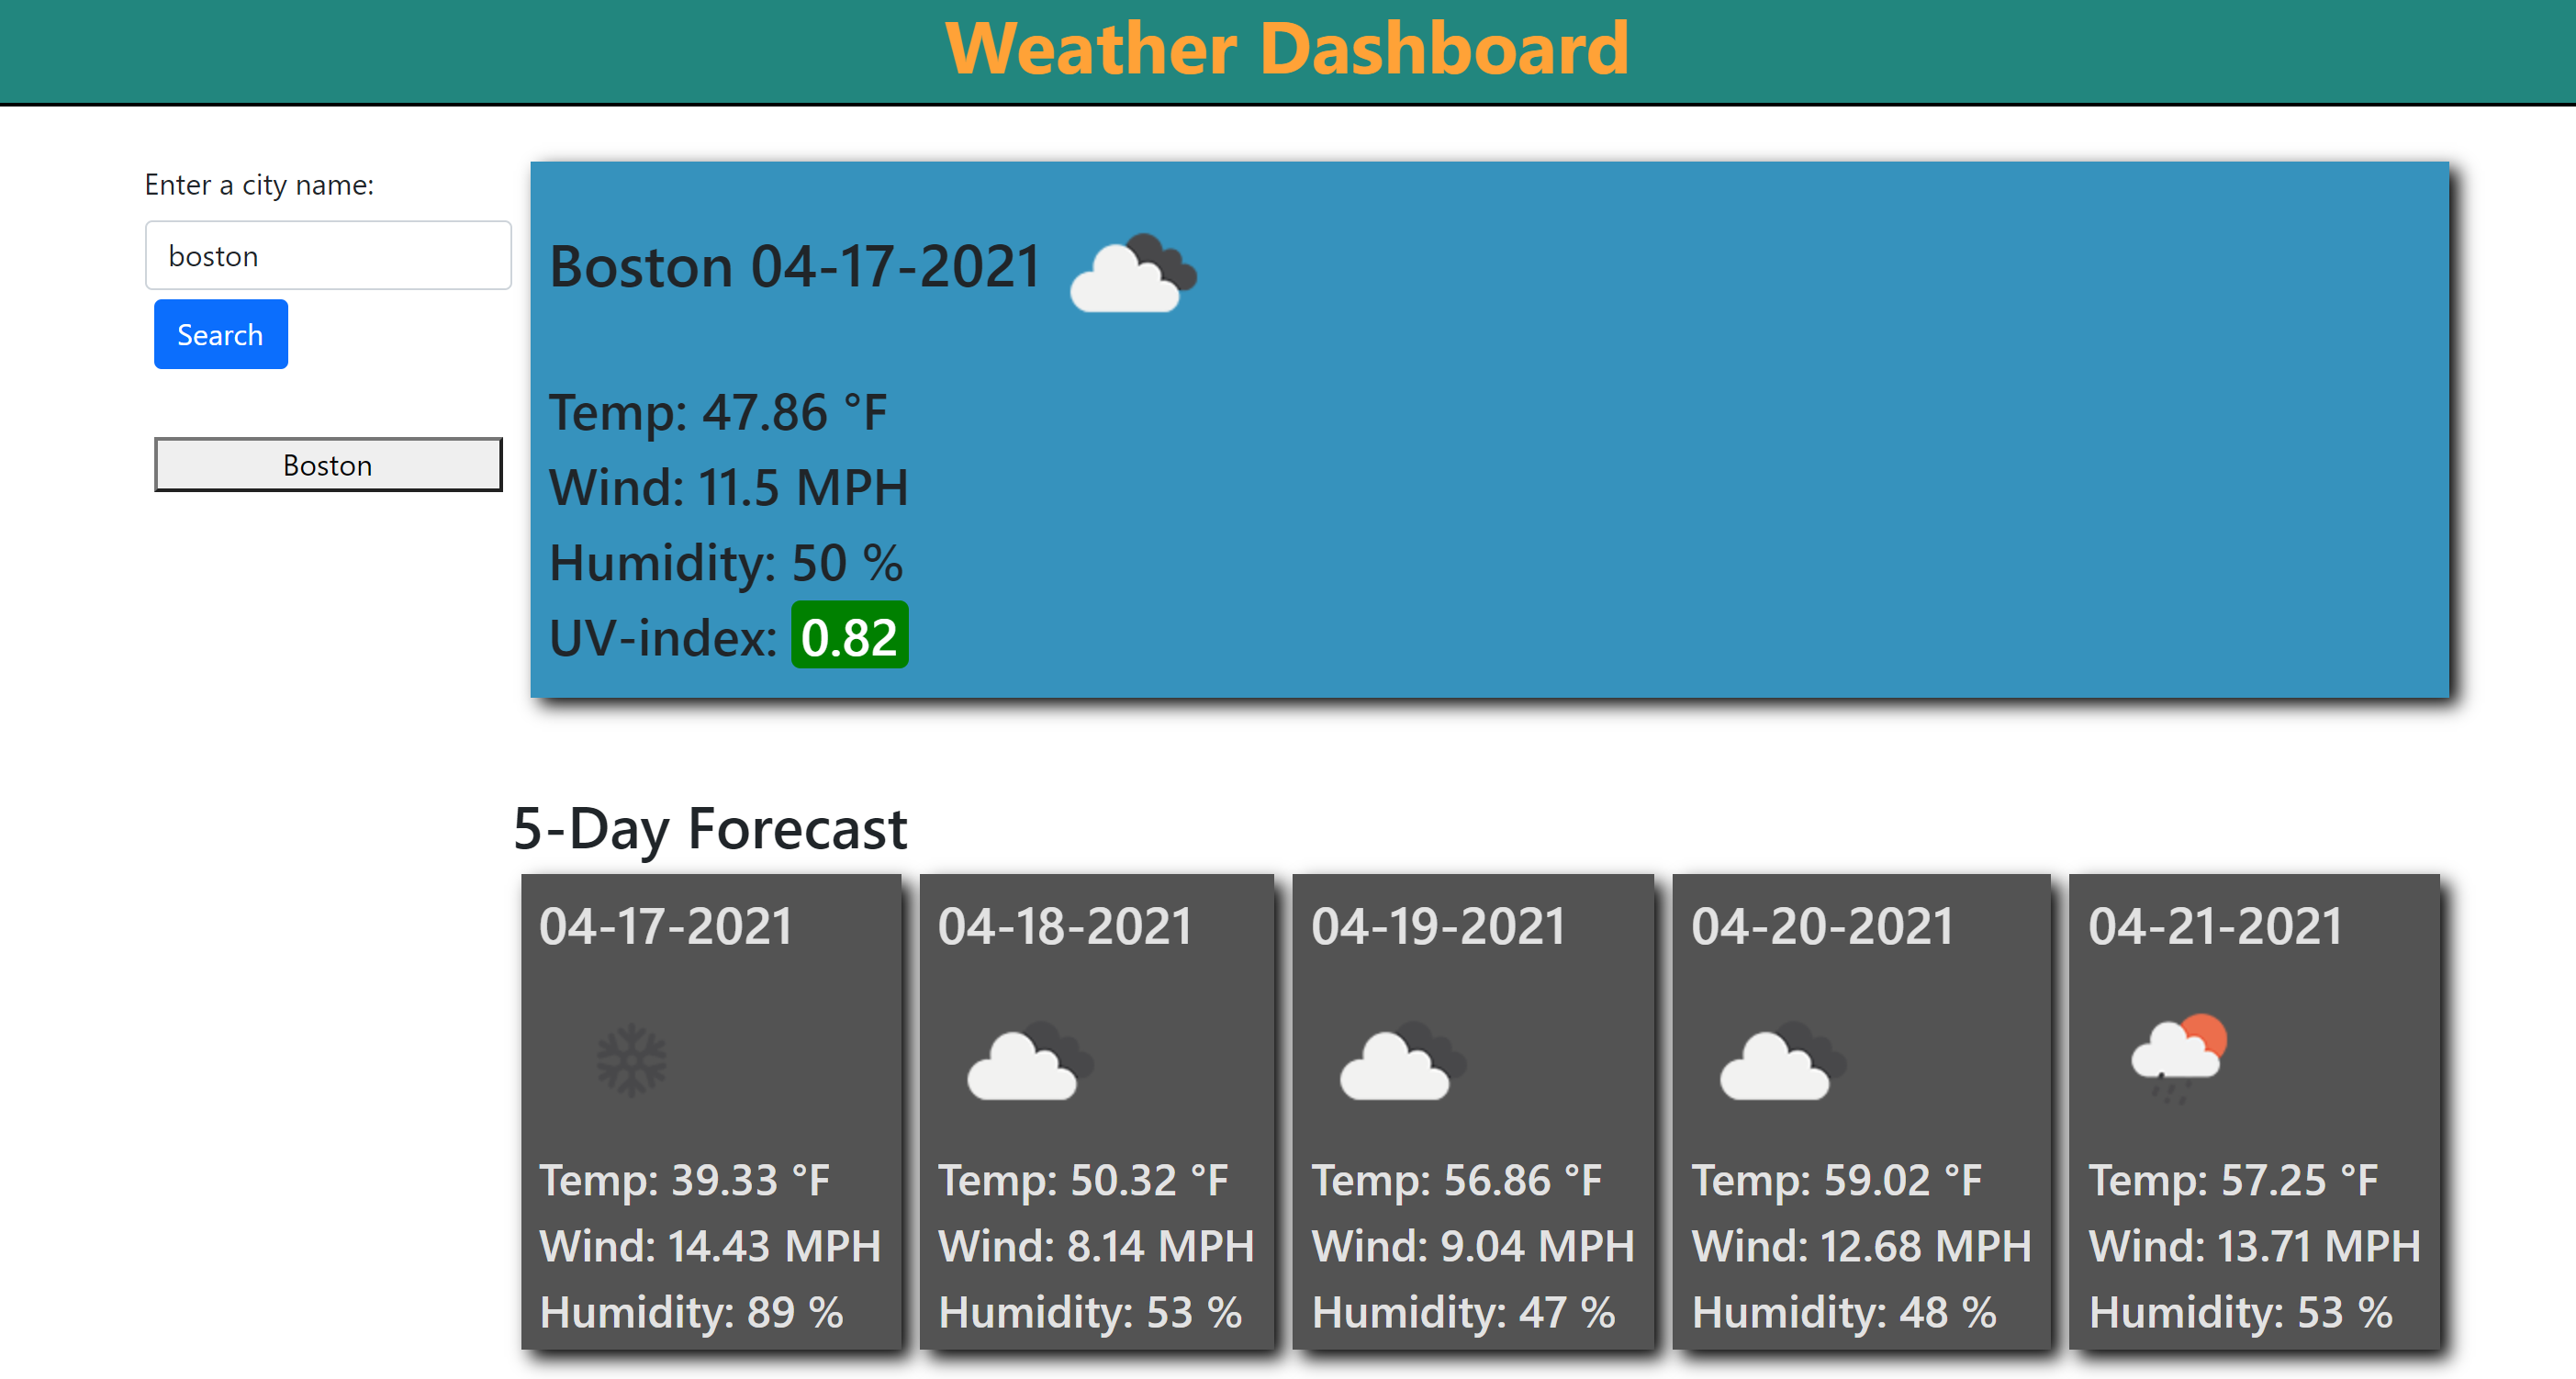 Weather Dashboard
Enter a city name:
boston
Search
Boston
Boston 04-17-2021
Temp: 47.86 °F
Wind: 11.5 MPH
Humidity: 50 %
UV-index: 0.82
5-Day Forecast
04-17-2021
Temp: 39.33 °F
Wind: 14.43 MPH
Humidity: 89 %
04-18-2021
Temp: 50.32 °F
Wind: 8.14 MPH
Humidity: 53 %
04-19-2021
Temp: 56.86 °F
Wind: 9.04 MPH
Humidity: 47 %
04-20-2021
Temp: 59.02 °F
Wind: 12.68 MPH
Humidity: 48 %
04-21-2021
Temp: 57.25 °F
Wind: 13.71 MPH
Humidity: 53 %